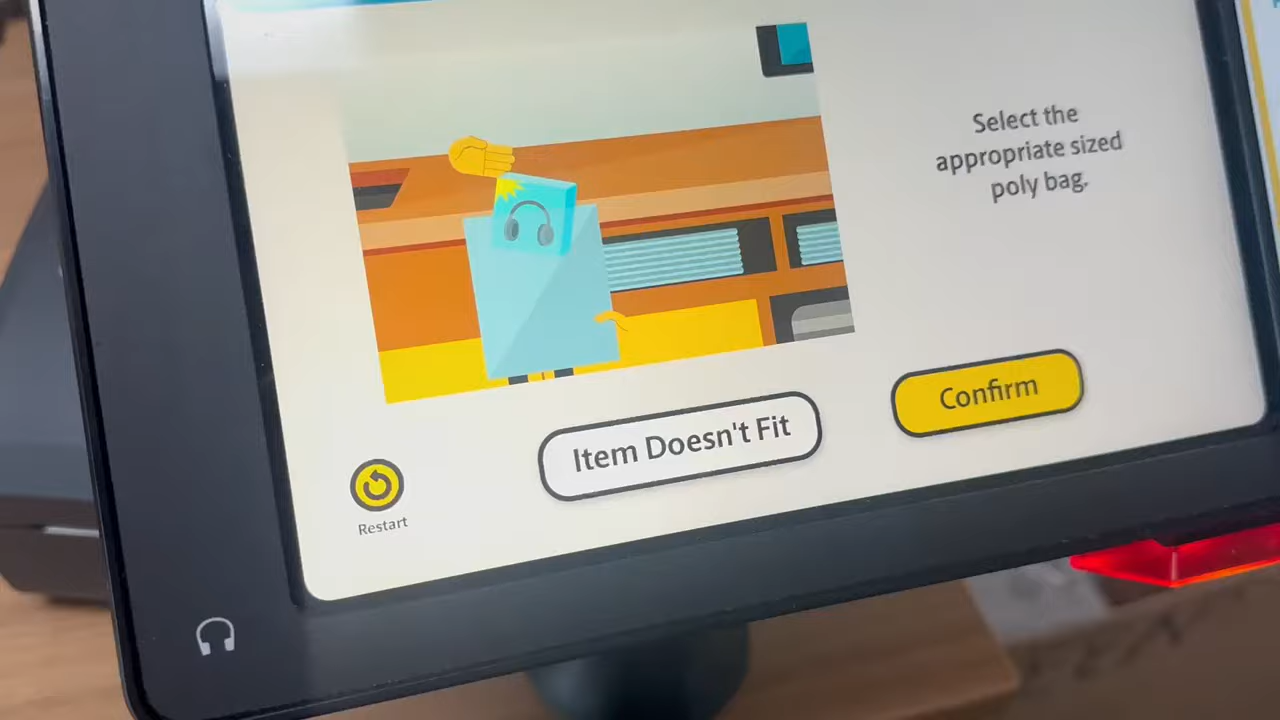 Select the
appropriate sized
poly bag.
Item Doesn't Fit
Confirm
Restart